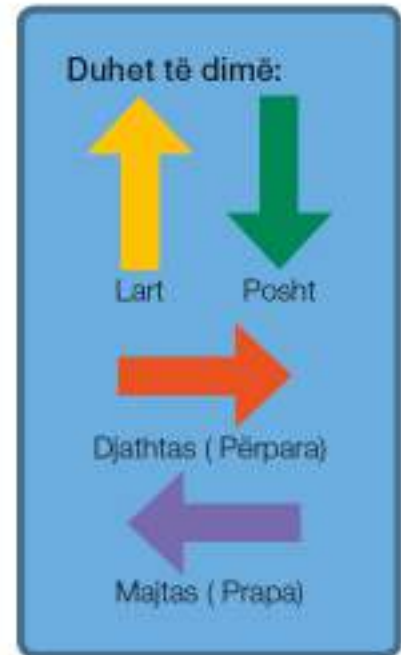 Duhet të dimë:
Lart Posht
Djathtas ( Përpara)
Majtas ( Prapa)